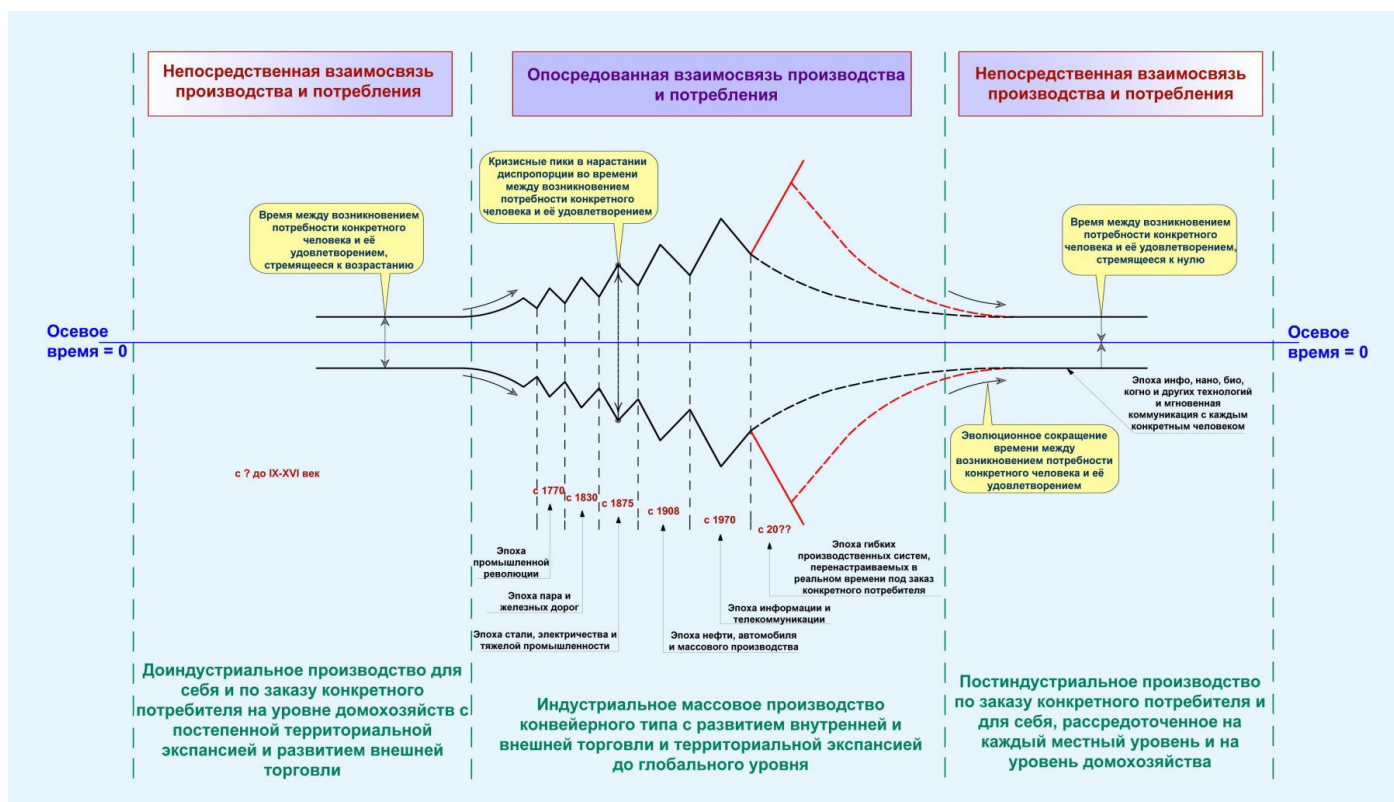 Непосредственная взаимосвязь
производства и потребления
Опосредованная взаимосвязь производства
и потребления
Непосредственная взаимосвязь
производства и потребления
Кризисные пики в нарастании
диспропорции во времени
между возникновением
потребности конкретного
человека и её удовлетворением
Время между возникновением
потребности конкретного
человека и её
удовлетворением,
стремящееся к возрастанию
Время между возникновением
потребности конкретного
человека и её удовлетворением,
стремящееся к нулю
Осевое
время = 0
Осевое
время = 0
Эпоха инфо, нано, био,
когно и других технологий
и мгновенная
коммуникация с каждым
конкретным человеком
Эволюционное сокращение
времени между
возникновением потребности
конкретного человека и её
удовлетворением
с ? до IX-XVI век
с 1770
с 1830
с 1875
с 1908
с 1970
с 20??
Эпоха
промышленной
революции
Эпоха пара и
железных дорог
Эпоха стали, электричества и
тяжелой промышленности
Эпоха нефти, автомобиля
и массового производства
Эпоха информации и
телекоммуникации
Эпоха гибких
производственных систем,
перенастраиваемых в
реальном времени под заказ
конкретного потребителя
Доиндустриальное производство для
себя и по заказу конкретного
потребителя на уровне домохозяйств с
постепенной территориальной
экспансией и развитием внешней
торговли
Индустриальное массовое производство
конвейерного типа с развитием внутренней и
внешней торговли и территориальной экспансией
до глобального уровня
Постиндустриальное производство
по заказу конкретного потребителя и
для себя, рассредоточенное на
каждый местный уровень и на
уровень домохозяйства